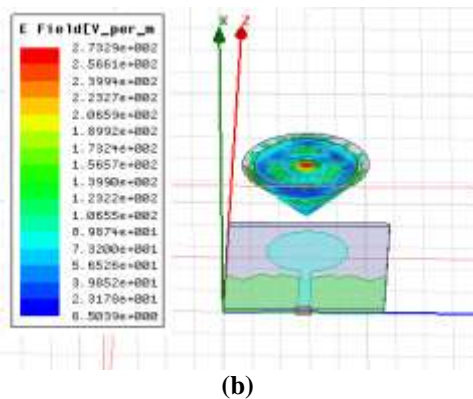 E Field[V_per_m
2.7329e+002
2.5661e+002
2.3994e+002
2.2327e+002
2.0659e+002
1.8992e+002
1.7324e+002
1.5657e+002
1.3990e+002
1.2322e+002
1.0655e+002
8.9874e+001
7.3200e+001
5.6526e+001
3.9852e+001
2.3178e+001
6.5039e+000
X Z
(b)